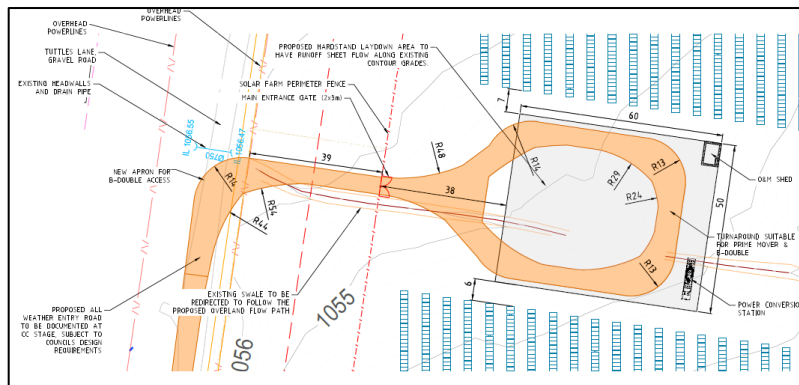 OVERHEAD
POWERLINES
OVERHEAD
POWERLINES
TUTTLES LANE,
GRAVEL ROAD
EXISTING HEADWALLS
AND DRAIN PIPE
IL 1056.55
Ø750
IL 1056.47
NEW APRON FOR
B-DOUBLE ACCESS
PROPOSED HARDSTAND LAYDOWN AREA TO
HAVE RUNOFF SHEET FLOW ALONG EXISTING
CONTOUR GRADES.
SOLAR FARM PERIMETER FENCE
MAIN ENTRANCE GATE (2x3m)
39
38
R48
R14
R54
R44
7
60
R14
R29
R13
R24
R13
50
6
O&M SHED
TURNAROUND SUITABLE
FOR PRIME MOVER &
B-DOUBLE
POWER CONVERSION
STATION
EXISTING SWALE TO BE
REDIRECTED TO FOLLOW THE
PROPOSED OVERLAND FLOW PATH
PROPOSED ALL
WEATHER ENTRY ROAD
TO BE DOCUMENTED AT
CC STAGE, SUBJECT TO
COUNCILS DESIGN
REQUIREMENTS
1055
056